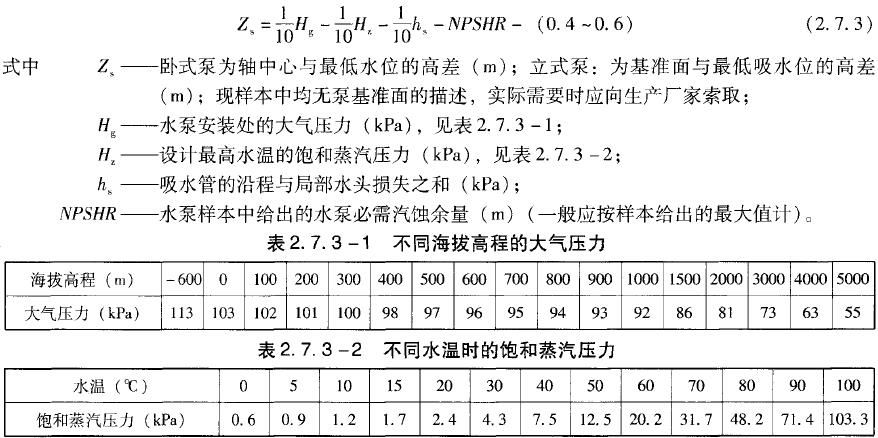 Z_s = 1/10 H_g - 1/10 H_z - 1/10 h_s - NPSHR - (0.4~0.6) (2.7.3)
式中 Z_s——卧式泵为轴中心与最低水位的高差（m）；立式泵：为基准面与最低吸水位的高差
（m）；现样本中均无泵基准面的描述，实际需要时应向生产厂家索取；
H_g——水泵安装处的大气压力（kPa），见表2.7.3-1；
H_z——设计最高水温的饱和蒸汽压力（kPa），见表2.7.3-2；
h_s——吸水管的沿程与局部水头损失之和（kPa）；
NPSHR——水泵样本中给出的水泵必需汽蚀余量（m）（一般应按样本给出的最大值计）。
表2.7.3-1 不同海拔高程的大气压力
海拔高程（m） -600 0 100 200 300 400 500 600 700 800 900 1000 1500 2000 3000 4000 5000
大气压力（kPa） 113 103 102 101 100 98 97 96 95 94 93 92 86 81 73 63 55
表2.7.3-2 不同水温时的饱和蒸汽压力
水温（℃） 0 5 10 15 20 30 40 50 60 70 80 90 100
饱和蒸汽压力（kPa） 0.6 0.9 1.2 1.7 2.4 4.3 7.5 12.5 20.2 31.7 48.2 71.4 103.3